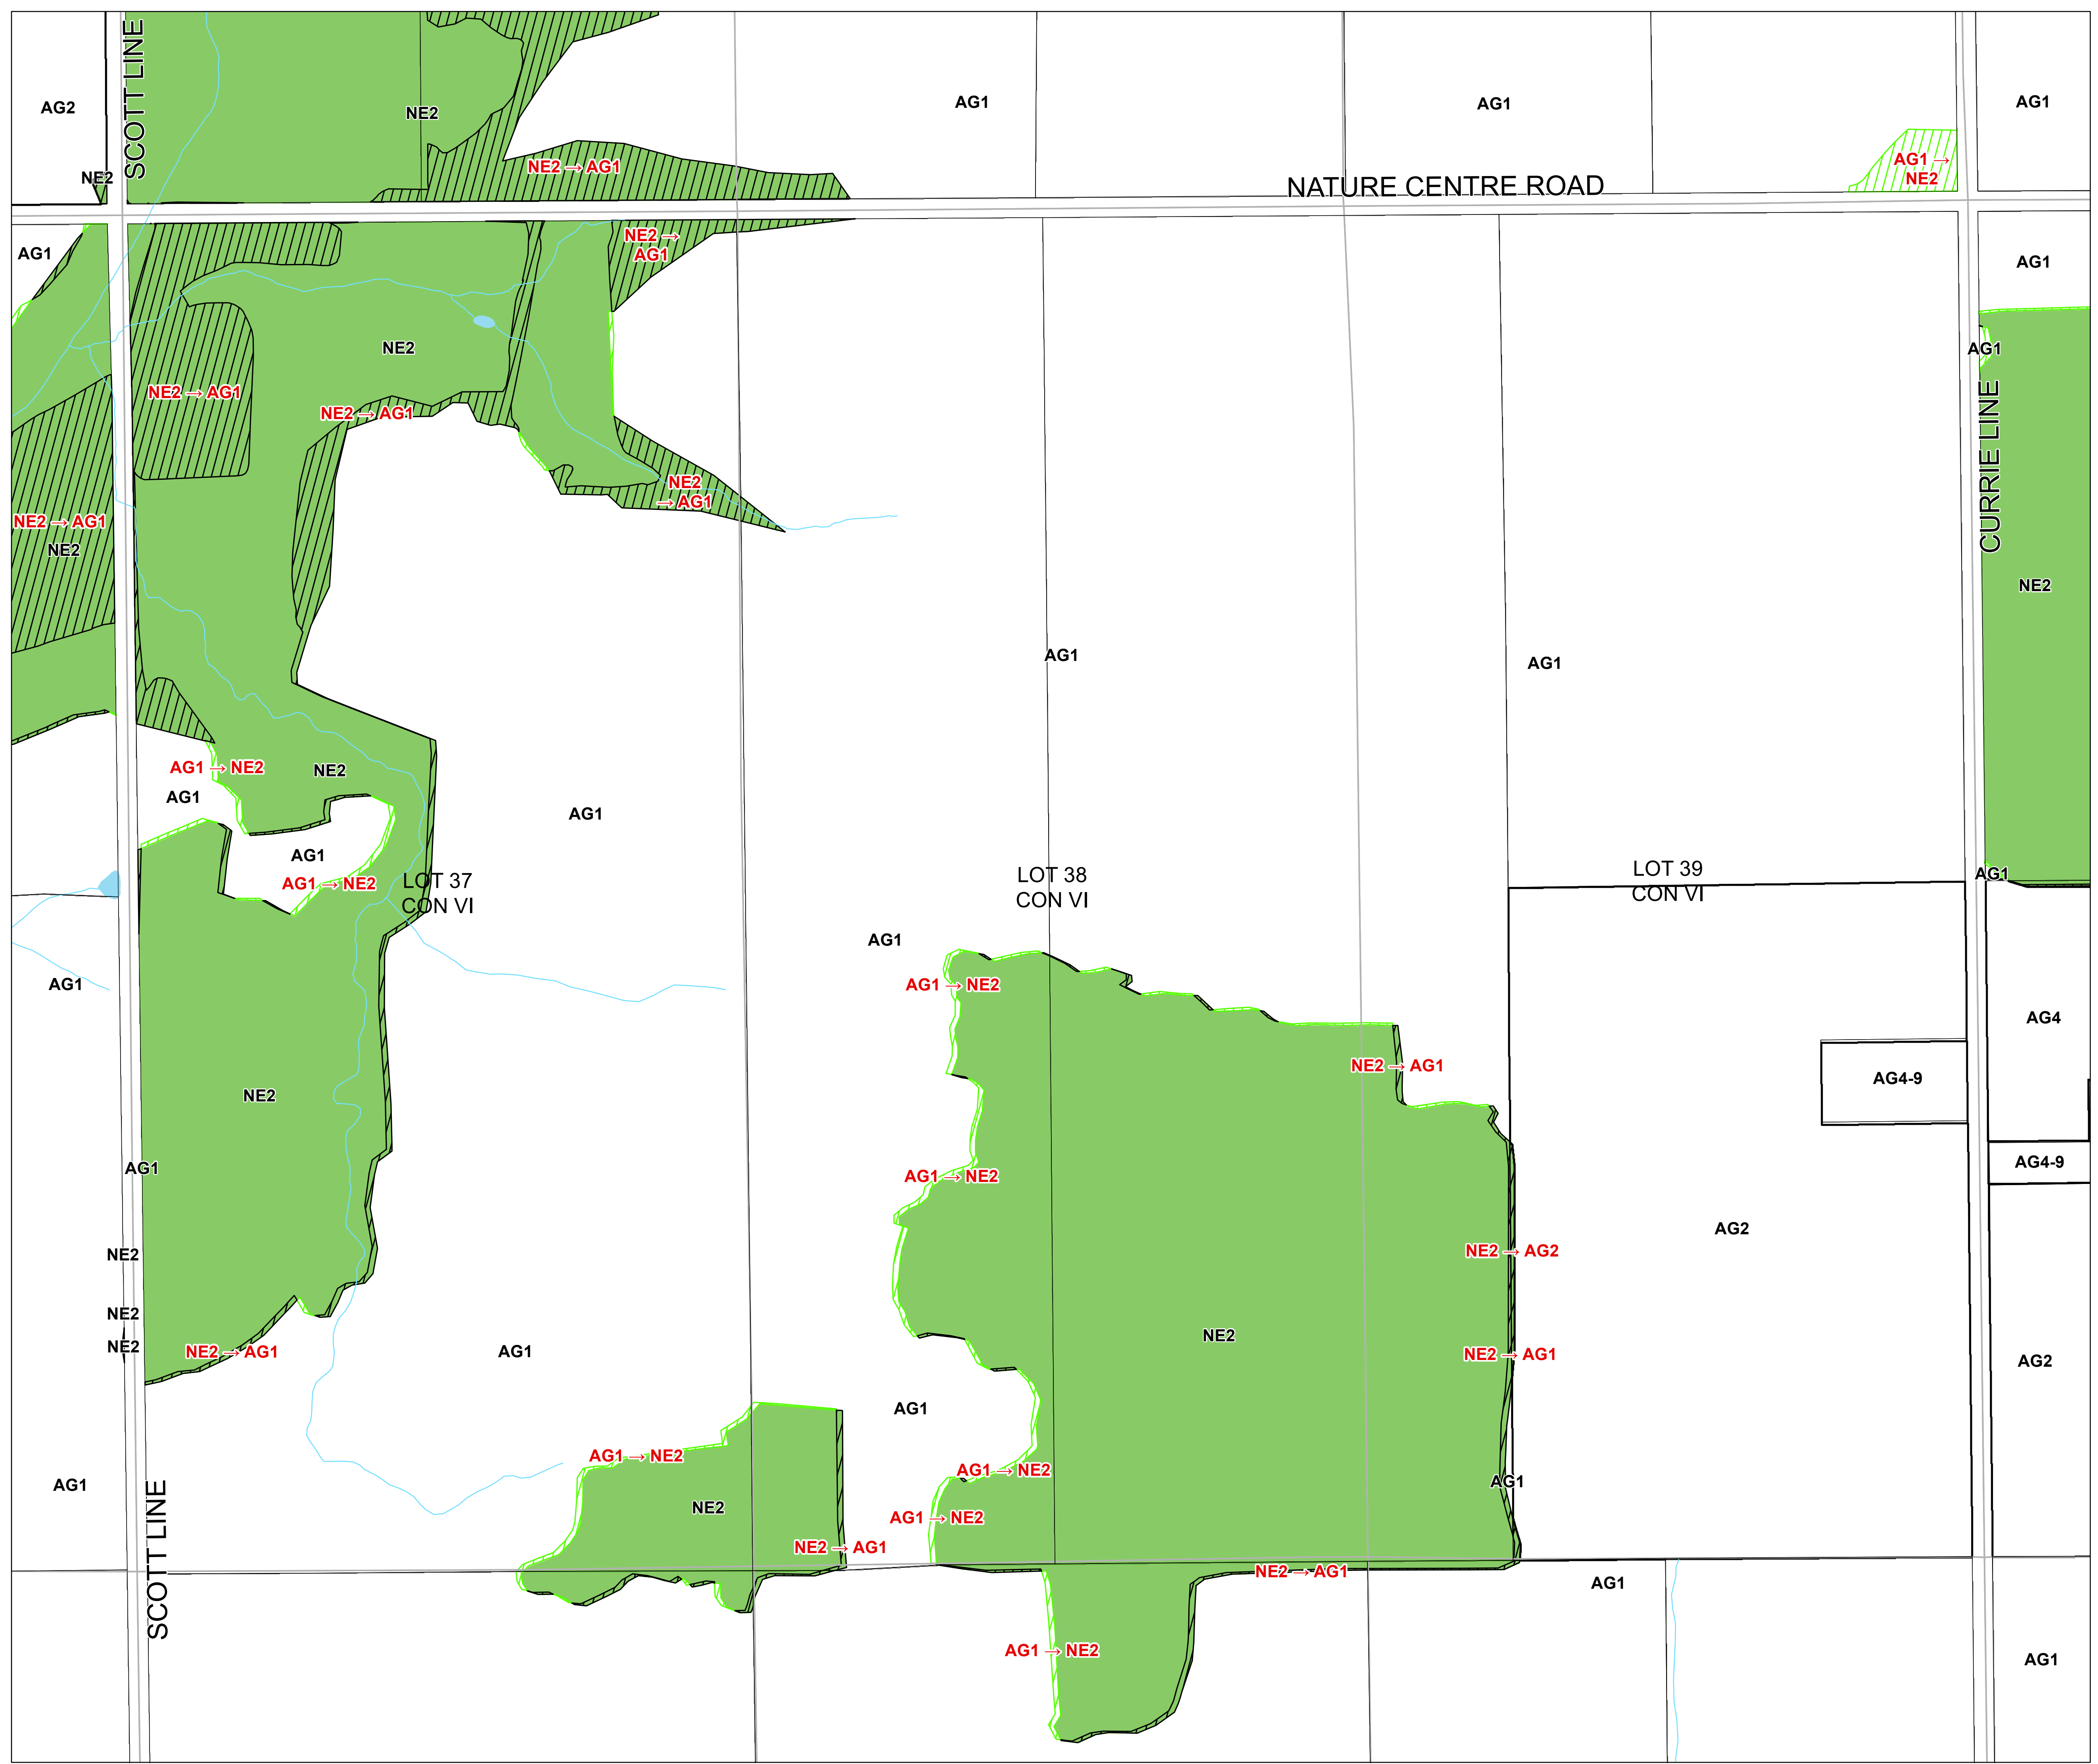 SCOTT LINE
AG2
NE2
NE2
AG1
AG1
AG1
NE2 → AG1
AG1 →
NE2
NATURE CENTRE ROAD
AG1
NE2 →
AG1
AG1
NE2
AG1
NE2 → AG1
NE2 → AG1
CURRIE LINE
NE2
→ AG1
NE2 → AG1
NE2
NE2
AG1
AG1
AG1 → NE2
NE2
AG1
AG1
AG1
AG1 → NE2
LOT 37
CON VI
LOT 38
CON VI
LOT 39
CON VI
AG1
AG1
AG1
AG1 → NE2
AG4
NE2 → AG1
AG4-9
NE2
AG1
AG1 → NE2
AG4-9
AG2
NE2
NE2 → AG2
NE2
NE2
NE2
NE2 → AG1
AG1
NE2 → AG1
AG2
AG1
AG1 → NE2
AG1 → NE2
AG1
AG1
NE2
AG1 → NE2
SCOTT LINE
NE2 → AG1
NE2 → AG1
AG1
AG1 → NE2
AG1